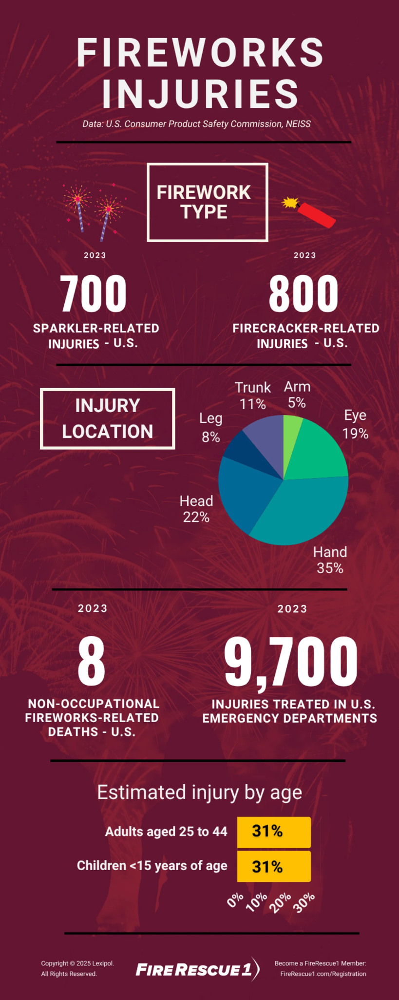 FIREWORKS
INJURIES
Data: U.S. Consumer Product Safety Commission, NEISS
FIREWORK
TYPE
2023
700
SPARKLER-RELATED
INJURIES - U.S.
2023
800
FIRECRACKER-RELATED
INJURIES - U.S.
INJURY
LOCATION
Trunk
11%
Arm
5%
Leg
8%
Eye
19%
Head
22%
Hand
35%
2023
8
NON-OCCUPATIONAL
FIREWORKS-RELATED
DEATHS - U.S.
2023
9,700
INJURIES TREATED IN U.S.
EMERGENCY DEPARTMENTS
Estimated injury by age
Adults aged 25 to 44 31%
Children <15 years of age 31%
0% 10% 20% 30%
Copyright © 2025 Lexipol.
All Rights Reserved.
FIRERESCUE1
Become a FireRescue1 Member:
FireRescue1.com/Registration